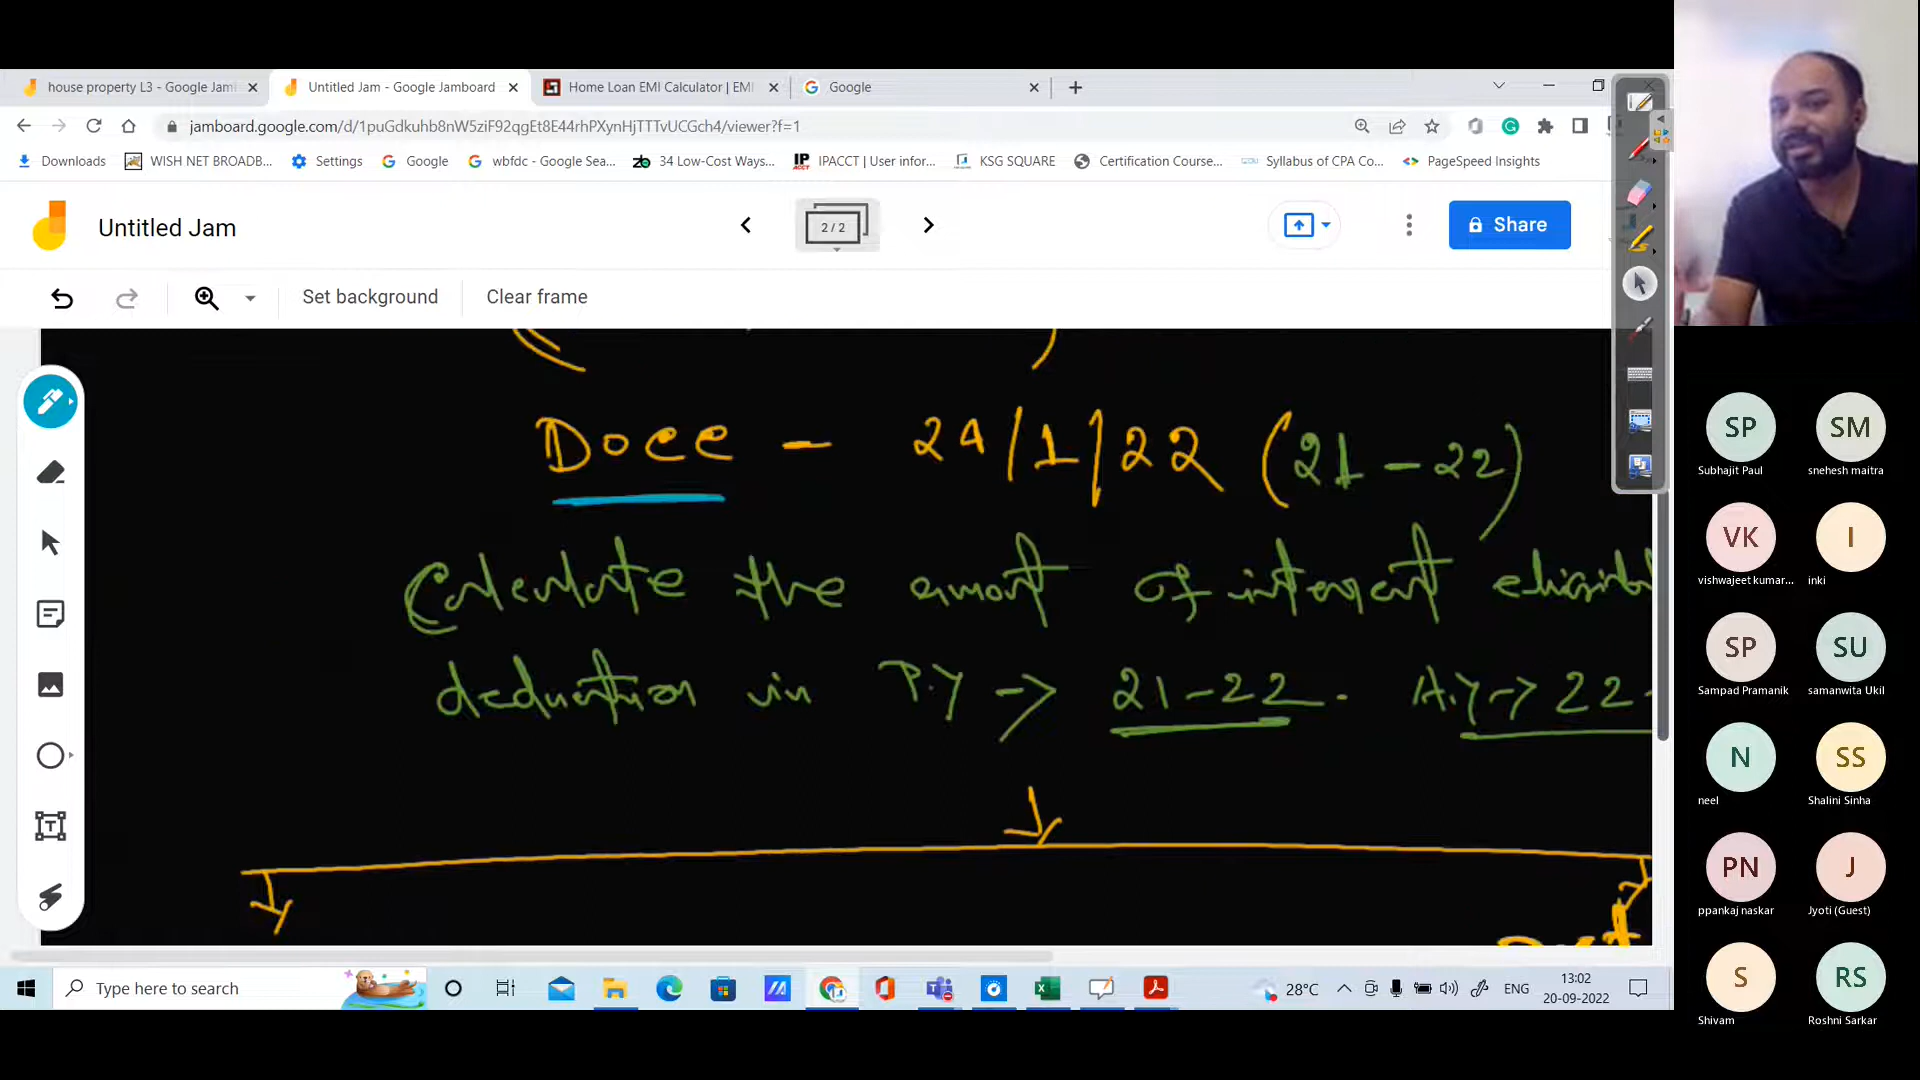 house property L3 - Google Jam
Untitled Jam - Google Jamboard
Home Loan EMI Calculator | EMI
Google
jamboard.google.com/d/1puGdkuhb8nW5ziF92qgEt8E44rhPXynHjTTTvUCGch4/viewer?f=1
Downloads WISH NET BROADB... Settings Google wbfdc - Google Sea... 34 Low-Cost Ways... IPACCT | User infor... KSG SQUARE Certification Course... Syllabus of CPA Co... PageSpeed Insights
Untitled Jam
2 / 2
Share
Set background Clear frame
Docc - 24/1/22 (21-22)
Calculate the amont of interest
deduction in P.Y -> 21-22. A.Y -> 22-
SP SM
Subhajit Paul snehesh maitra
VK I
vishwajeet kumar... inki
SP SU
Sampad Pramanik samanwita Ukil
N SS
neel Shalini Sinha
PN J
ppankaj naskar Jyoti (Guest)
S RS
Shivam Roshni Sarkar
Type here to search
28°C ENG
13:02
20-09-2022